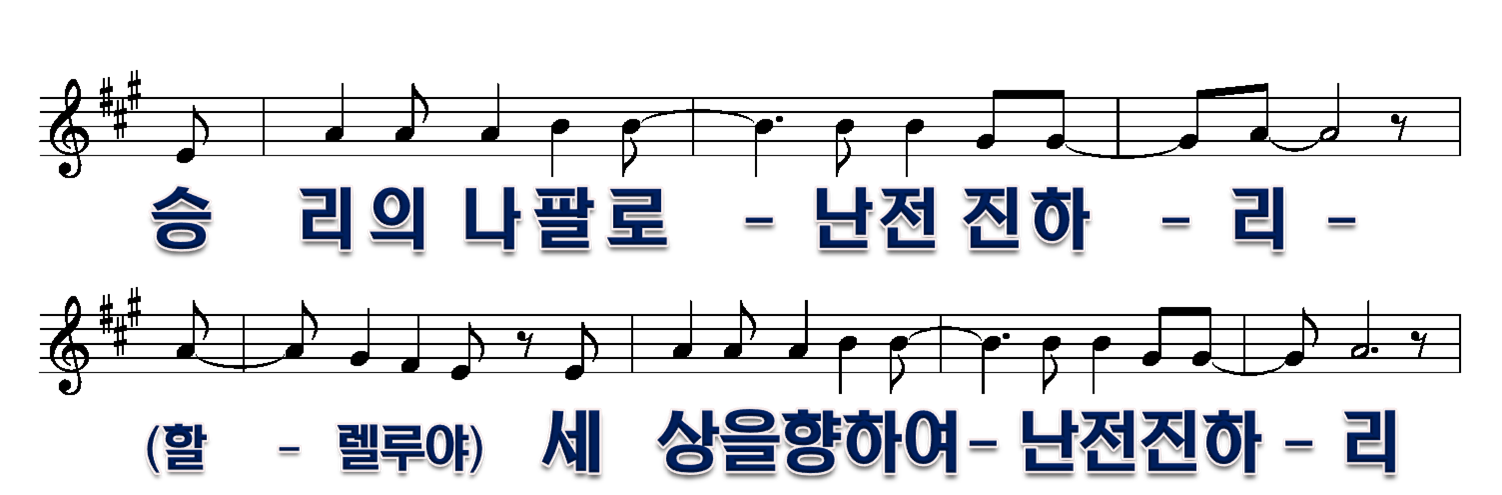 승 리의 나팔로 - 난전 진하 - 리 -
(할 - 렐루야) 세 상을향하여- 난전진하 - 리